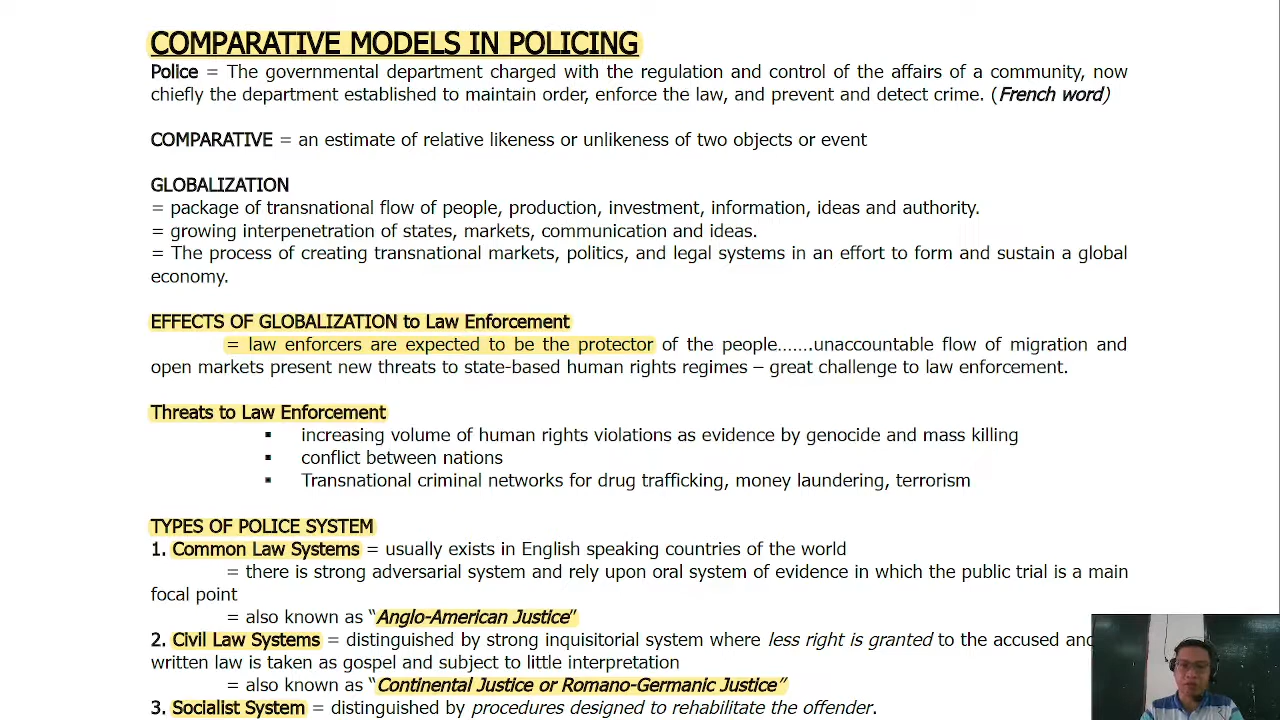 COMPARATIVE MODELS IN POLICING
Police = The governmental department charged with the regulation and control of the affairs of a community, now
chiefly the department established to maintain order, enforce the law, and prevent and detect crime. (French word)
COMPARATIVE = an estimate of relative likeness or unlikeness of two objects or event
GLOBALIZATION
= package of transnational flow of people, production, investment, information, ideas and authority.
= growing interpenetration of states, markets, communication and ideas.
= The process of creating transnational markets, politics, and legal systems in an effort to form and sustain a global
economy.
EFFECTS OF GLOBALIZATION to Law Enforcement
= law enforcers are expected to be the protector of the people.......unaccountable flow of migration and
open markets present new threats to state-based human rights regimes – great challenge to law enforcement.
Threats to Law Enforcement
▪ increasing volume of human rights violations as evidence by genocide and mass killing
▪ conflict between nations
▪ Transnational criminal networks for drug trafficking, money laundering, terrorism
TYPES OF POLICE SYSTEM
1. Common Law Systems = usually exists in English speaking countries of the world
= there is strong adversarial system and rely upon oral system of evidence in which the public trial is a main
focal point
= also known as “Anglo-American Justice”
2. Civil Law Systems = distinguished by strong inquisitorial system where less right is granted to the accused and
written law is taken as gospel and subject to little interpretation
= also known as “Continental Justice or Romano-Germanic Justice”
3. Socialist System = distinguished by procedures designed to rehabilitate the offender.